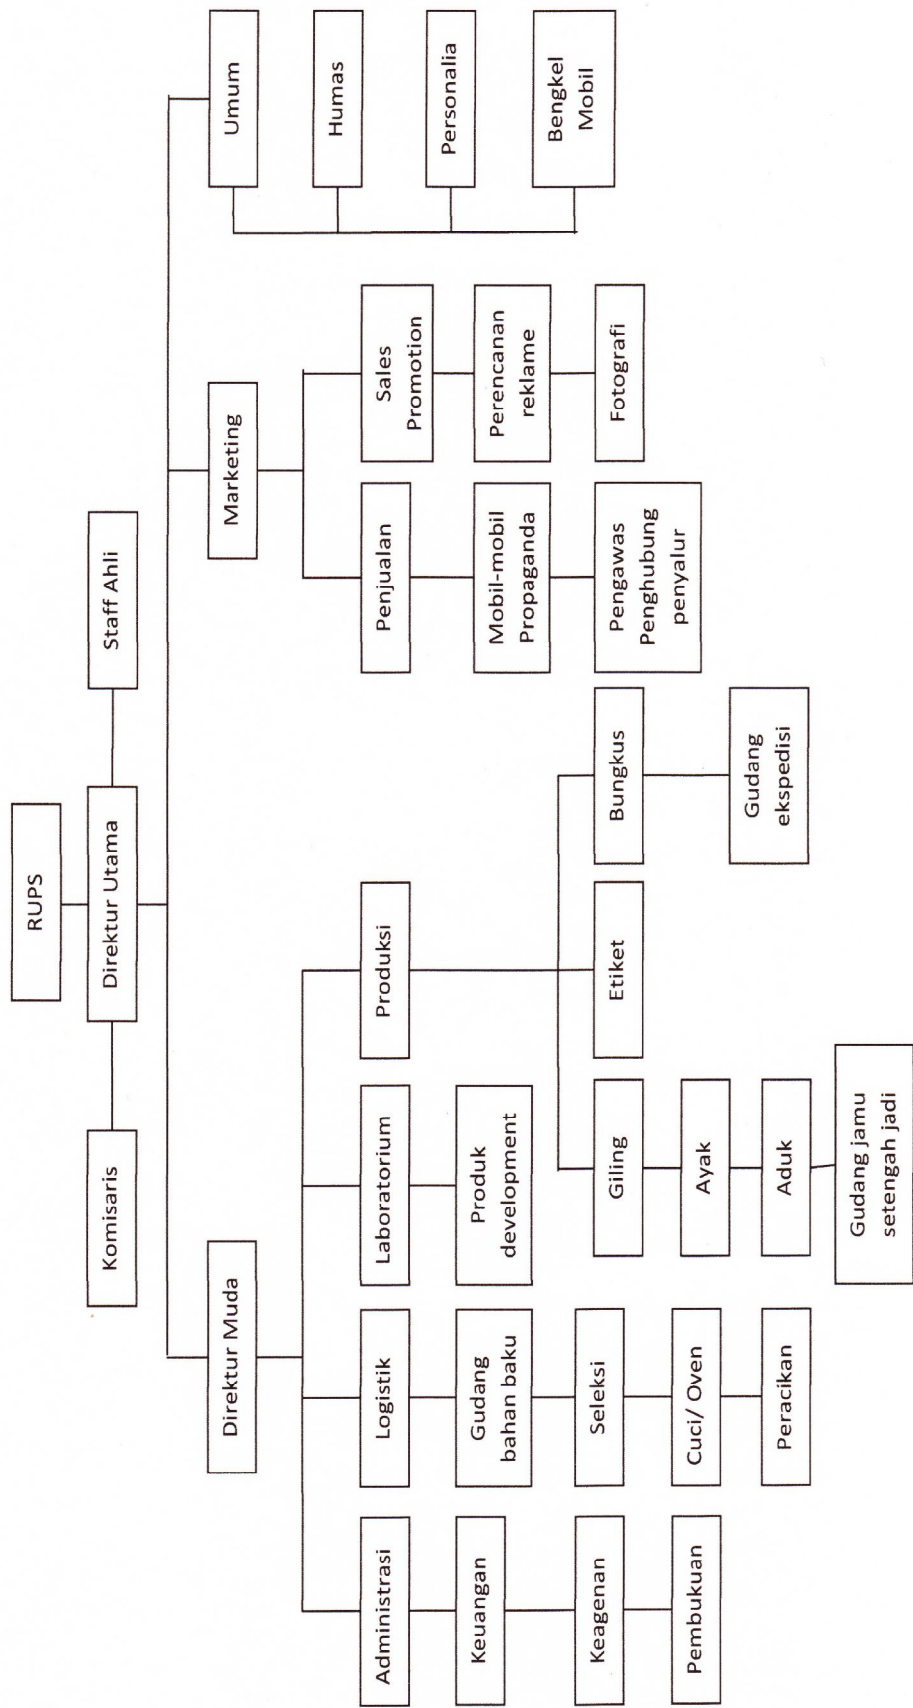 RUPS
Komisaris
Direktur Utama
Staff Ahli
Direktur Muda
Marketing
Umum
Humas
Personalia
Bengkel
Mobil
Administrasi
Keuangan
Keagenan
Pembukuan
Logistik
Gudang
bahan baku
Seleksi
Cuci/ Oven
Peracikan
Laboratorium
Produk
development
Produksi
Giling
Ayak
Aduk
Gudang jamu
setengah jadi
Etiket
Bungkus
Gudang
ekspedisi
Penjualan
Mobil-mobil
Propaganda
Pengawas
Penghubung
penyalur
Sales
Promotion
Perencanan
reklame
Fotografi